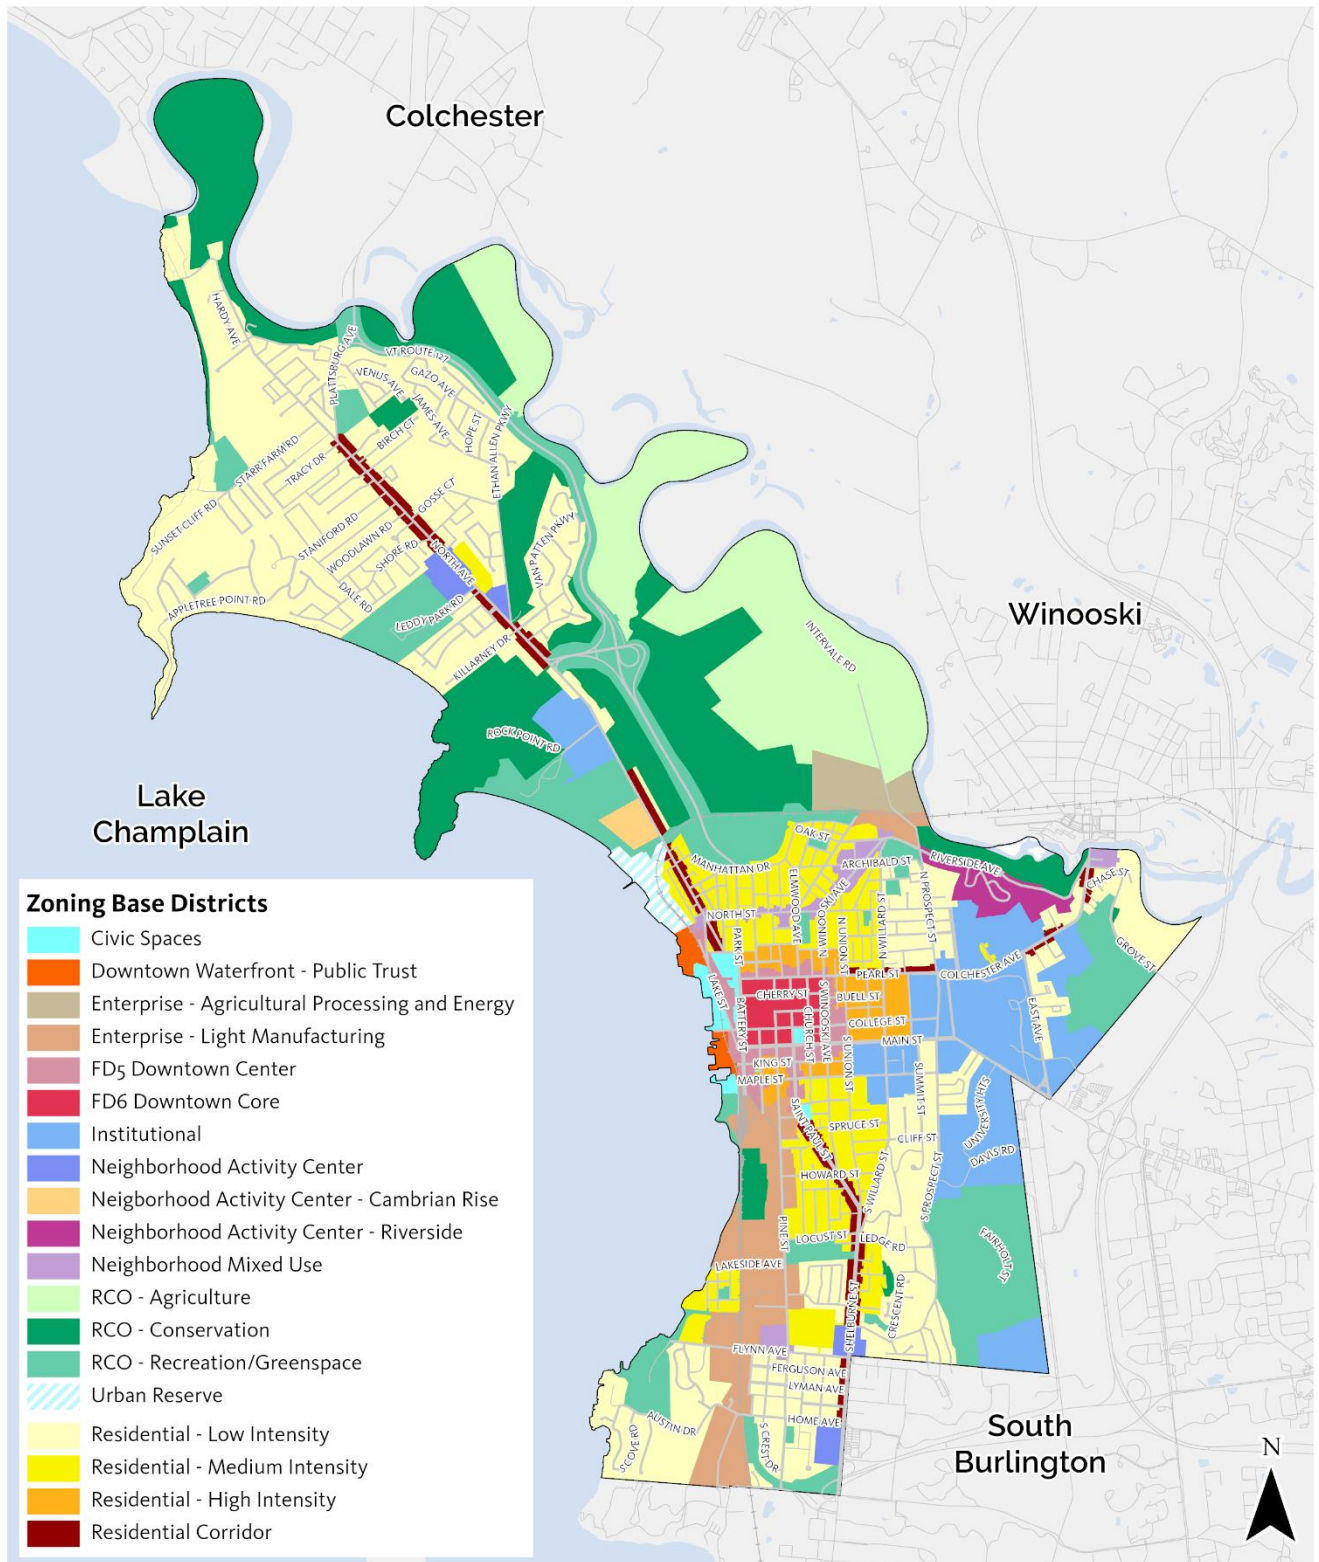 Colchester
HARDY AVE
PLATTSBURG AVE
VT ROUTE 127
VENUS AVE
GAZO AVE
JAMES AVE
HOPE ST
ETHAN ALLEN PKWY
BIRCH CT
STARR FARM RD
TRACY DR
GOSSE CT
SUNSET CLIFF RD
STANIFORD RD
WOODLAWN RD
SHORE RD
NORTH AVE
VAN PATTEN PKWY
DALE RD
APPLETREE POINT RD
LEDDY PARK RD
KILLARNEY DR
INTERVALE RD
Winooski
ROCK POINT RD
Lake
Champlain
OAK ST
MANHATTAN DR
ARCHIBALD ST
RIVERSIDE AVE
CHASE ST
ELMWOOD AVE
N WINOOSKI AVE
N WILLARD ST
N PROSPECT ST
NORTH ST
N UNION ST
PARK ST
GROVE ST
PEARL ST
COLCHESTER AVE
LAKE ST
CHERRY ST
S WINOOSKI AVE
BUELL ST
BATTERY ST
CHURCH ST
COLLEGE ST
EAST AVE
MAIN ST
KING ST
S UNION ST
MAPLE ST
SUMMIT ST
UNIVERSITY HTS
SAINT PAUL ST
SPRUCE ST
CLIFF ST
DAVIS RD
HOWARD ST
S WILLARD ST
S PROSPECT ST
PINE ST
LOCUST ST
LEDGE RD
FAIRHOLT ST
LAKESIDE AVE
SHELBURNE ST
CRESCENT RD
FLYNN AVE
FERGUSON AVE
LYMAN AVE
HOME AVE
AUSTIN DR
S COVE RD
S CREST DR
South
Burlington
N
Zoning Base Districts
Civic Spaces
Downtown Waterfront - Public Trust
Enterprise - Agricultural Processing and Energy
Enterprise - Light Manufacturing
FD5 Downtown Center
FD6 Downtown Core
Institutional
Neighborhood Activity Center
Neigborhood Activity Center - Cambrian Rise
Neighborhood Activity Center - Riverside
Neighborhood Mixed Use
RCO - Agriculture
RCO - Conservation
RCO - Recreation/Greenspace
Urban Reserve
Residential - Low Intensity
Residential - Medium Intensity
Residential - High Intensity
Residential Corridor